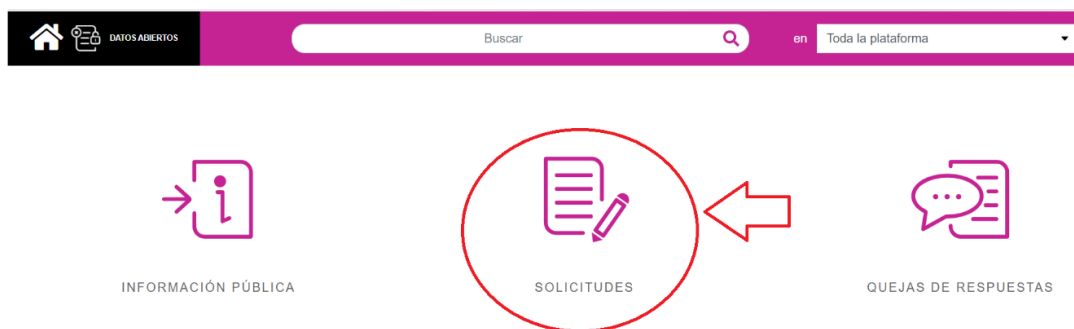 DATOS ABIERTOS
Buscar
en
Toda la plataforma
INFORMACIÓN PÚBLICA
SOLICITUDES
QUEJAS DE RESPUESTAS